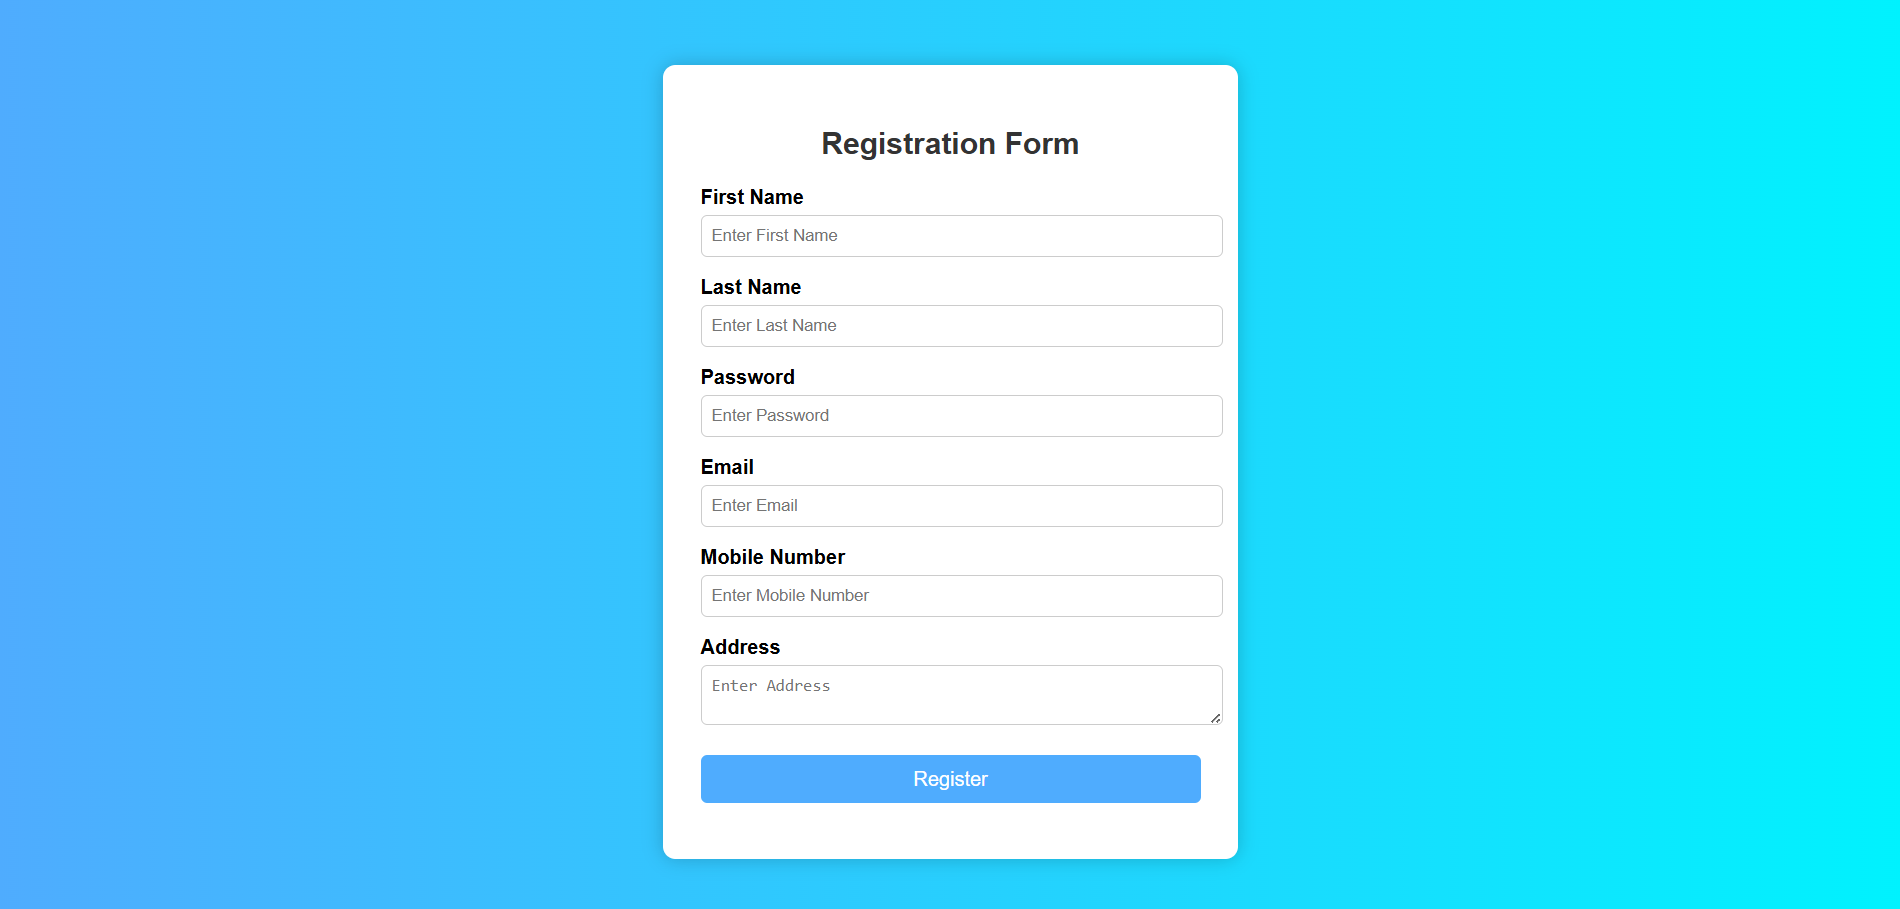 Registration Form
First Name
Enter First Name
Last Name
Enter Last Name
Password
Enter Password
Email
Enter Email
Mobile Number
Enter Mobile Number
Address
Enter Address
Register